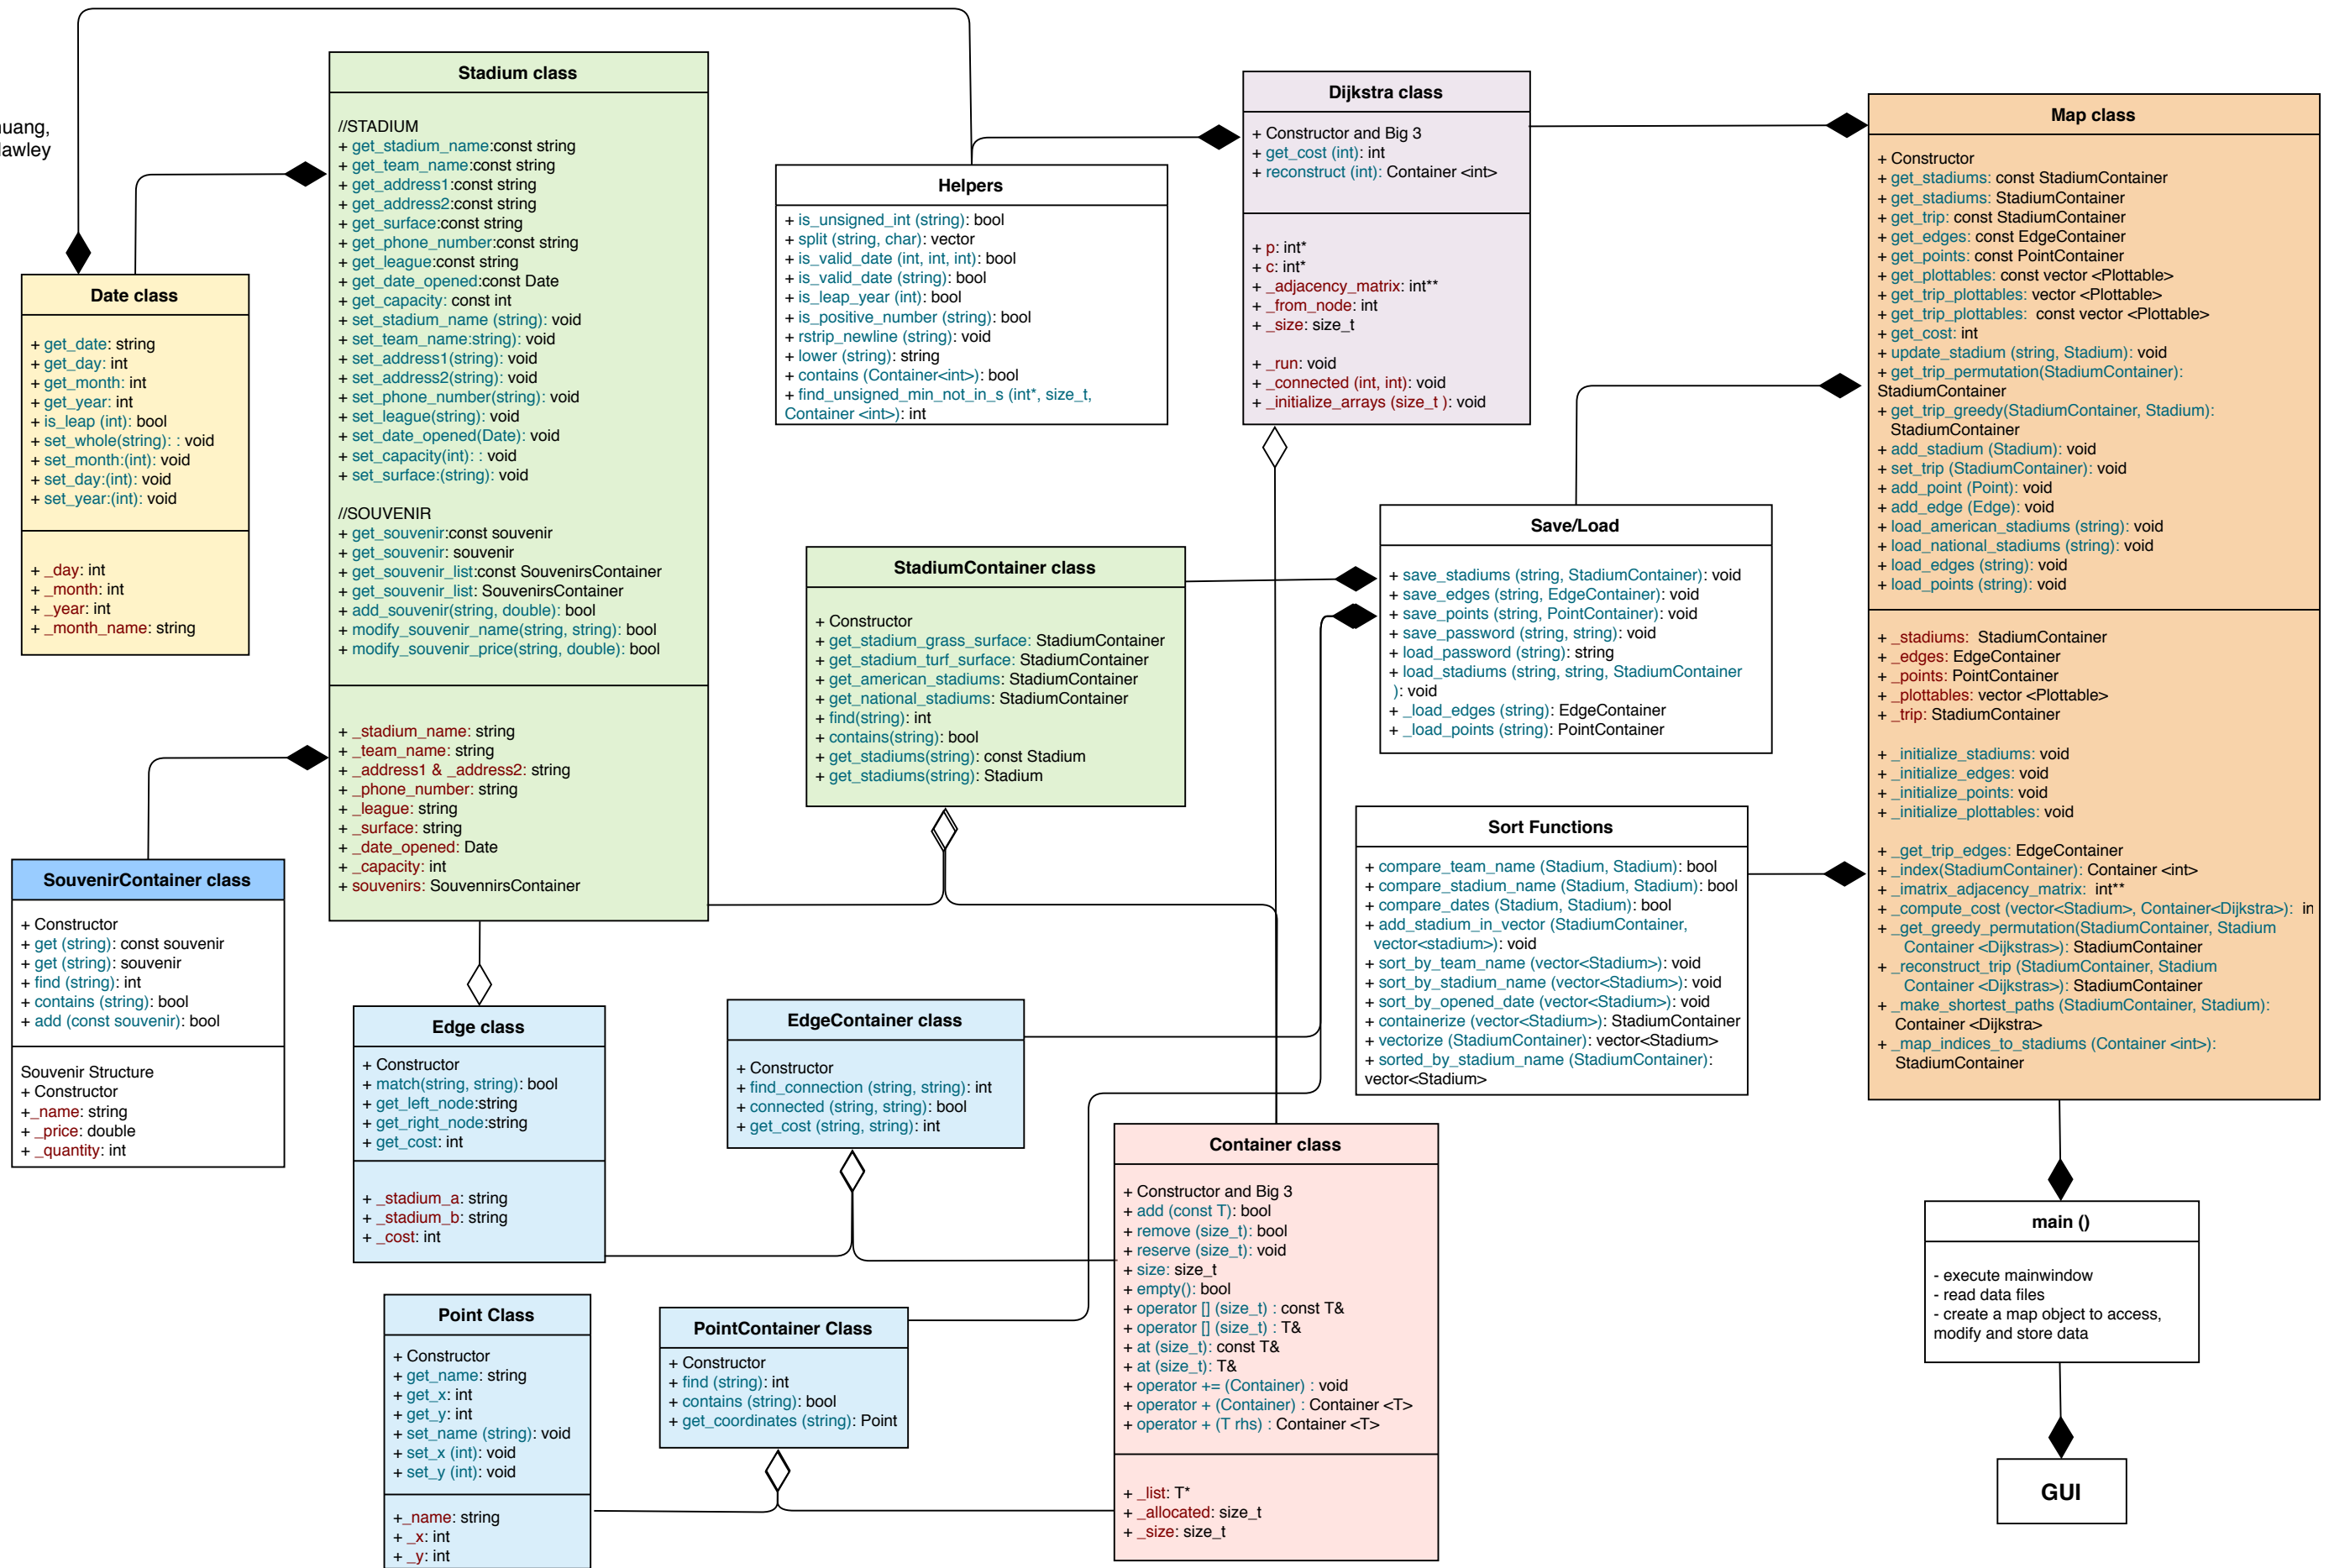 huang,
Hawley
Stadium class
//STADIUM
+ get_stadium_name:const string
+ get_team_name:const string
+ get_address1:const string
+ get_address2:const string
+ get_surface:const string
+ get_phone_number:const string
+ get_league:const string
+ get_date_opened:const Date
+ get_capacity: const int
+ set_stadium_name (string): void
+ set_team_name:string): void
+ set_address1(string): void
+ set_address2(string): void
+ set_phone_number(string): void
+ set_league(string): void
+ set_date_opened(Date): void
+ set_capacity(int): : void
+ set_surface:(string): void
//SOUVENIR
+ get_souvenir:const souvenir
+ get_souvenir: souvenir
+ get_souvenir_list:const SouvenirsContainer
+ get_souvenir_list: SouvenirsContainer
+ add_souvenir(string, double): bool
+ modify_souvenir_name(string, string): bool
+ modify_souvenir_price(string, double): bool
+ _stadium_name: string
+ _team_name: string
+ _address1 & _address2: string
+ _phone_number: string
+ _league: string
+ _surface: string
+ _date_opened: Date
+ _capacity: int
+ souvenirs: SouvennirsContainer
Date class
+ get_date: string
+ get_day: int
+ get_month: int
+ get_year: int
+ is_leap (int): bool
+ set_whole(string): : void
+ set_month:(int): void
+ set_day:(int): void
+ set_year:(int): void
+ _day: int
+ _month: int
+ _year: int
+ _month_name: string
Helpers
+ is_unsigned_int (string): bool
+ split (string, char): vector
+ is_valid_date (int, int, int): bool
+ is_valid_date (string): bool
+ is_leap_year (int): bool
+ is_positive_number (string): bool
+ rstrip_newline (string): void
+ lower (string): string
+ contains (Container<int>): bool
+ find_unsigned_min_not_in_s (int*, size_t,
Container <int>): int
Dijkstra class
+ Constructor and Big 3
+ get_cost (int): int
+ reconstruct (int): Container <int>
+ p: int*
+ c: int*
+ _adjacency_matrix: int**
+ _from_node: int
+ _size: size_t
+ _run: void
+ _connected (int, int): void
+ _initialize_arrays (size_t ): void
Map class
+ Constructor
+ get_stadiums: const StadiumContainer
+ get_stadiums: StadiumContainer
+ get_trip: const StadiumContainer
+ get_edges: const EdgeContainer
+ get_points: const PointContainer
+ get_plottables: const vector <Plottable>
+ get_trip_plottables: vector <Plottable>
+ get_trip_plottables: const vector <Plottable>
+ get_cost: int
+ update_stadium (string, Stadium): void
+ get_trip_permutation(StadiumContainer):
StadiumContainer
+ get_trip_greedy(StadiumContainer, Stadium):
StadiumContainer
+ add_stadium (Stadium): void
+ set_trip (StadiumContainer): void
+ add_point (Point): void
+ add_edge (Edge): void
+ load_american_stadiums (string): void
+ load_national_stadiums (string): void
+ load_edges (string): void
+ load_points (string): void
+ _stadiums: StadiumContainer
+ _edges: EdgeContainer
+ _points: PointContainer
+ _plottables: vector <Plottable>
+ _trip: StadiumContainer
+ _initialize_stadiums: void
+ _initialize_edges: void
+ _initialize_points: void
+ _initialize_plottables: void
+ _get_trip_edges: EdgeContainer
+ _index(StadiumContainer): Container <int>
+ _imatrix_adjacency_matrix: int**
+ _compute_cost (vector<Stadium>, Container<Dijkstra>): in
+ _get_greedy_permutation(StadiumContainer, Stadium
Container <Dijkstras>): StadiumContainer
+ _reconstruct_trip (StadiumContainer, Stadium
Container <Dijkstras>): StadiumContainer
+ _make_shortest_paths (StadiumContainer, Stadium):
Container <Dijkstra>
+ _map_indices_to_stadiums (Container <int>):
StadiumContainer
StadiumContainer class
+ Constructor
+ get_stadium_grass_surface: StadiumContainer
+ get_stadium_turf_surface: StadiumContainer
+ get_american_stadiums: StadiumContainer
+ get_national_stadiums: StadiumContainer
+ find(string): int
+ contains(string): bool
+ get_stadiums(string): const Stadium
+ get_stadiums(string): Stadium
Save/Load
+ save_stadiums (string, StadiumContainer): void
+ save_edges (string, EdgeContainer): void
+ save_points (string, PointContainer): void
+ save_password (string, string): void
+ load_password (string): string
+ load_stadiums (string, string, StadiumContainer
): void
+ _load_edges (string): EdgeContainer
+ _load_points (string): PointContainer
Sort Functions
+ compare_team_name (Stadium, Stadium): bool
+ compare_stadium_name (Stadium, Stadium): bool
+ compare_dates (Stadium, Stadium): bool
+ add_stadium_in_vector (StadiumContainer,
vector<stadium>): void
+ sort_by_team_name (vector<Stadium>): void
+ sort_by_stadium_name (vector<Stadium>): void
+ sort_by_opened_date (vector<Stadium>): void
+ containerize (vector<Stadium>): StadiumContainer
+ vectorize (StadiumContainer): vector<Stadium>
+ sorted_by_stadium_name (StadiumContainer):
vector<Stadium>
SouvenirContainer class
+ Constructor
+ get (string): const souvenir
+ get (string): souvenir
+ find (string): int
+ contains (string): bool
+ add (const souvenir): bool
Souvenir Structure
+ Constructor
+_name: string
+ _price: double
+ _quantity: int
Edge class
+ Constructor
+ match(string, string): bool
+ get_left_node:string
+ get_right_node:string
+ get_cost: int
+ _stadium_a: string
+ _stadium_b: string
+ _cost: int
EdgeContainer class
+ Constructor
+ find_connection (string, string): int
+ connected (string, string): bool
+ get_cost (string, string): int
Container class
+ Constructor and Big 3
+ add (const T): bool
+ remove (size_t): bool
+ reserve (size_t): void
+ size: size_t
+ empty(): bool
+ operator [] (size_t) : const T&
+ operator [] (size_t) : T&
+ at (size_t): const T&
+ at (size_t): T&
+ operator += (Container) : void
+ operator + (Container) : Container <T>
+ operator + (T rhs) : Container <T>
+ _list: T*
+ _allocated: size_t
+ _size: size_t
main ()
- execute mainwindow
- read data files
- create a map object to access,
modify and store data
Point Class
+ Constructor
+ get_name: string
+ get_x: int
+ get_y: int
+ set_name (string): void
+ set_x (int): void
+ set_y (int): void
+_name: string
+ _x: int
+ _y: int
PointContainer Class
+ Constructor
+ find (string): int
+ contains (string): bool
+ get_coordinates (string): Point
GUI